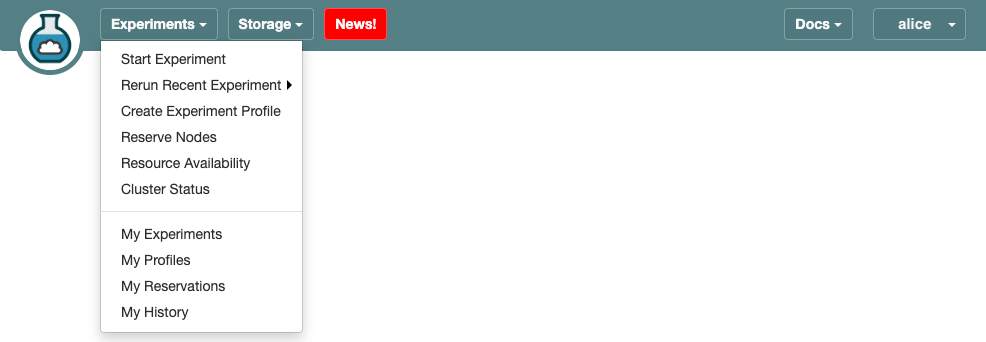 Experiments Storage News! Docs alice
Start Experiment
Rerun Recent Experiment
Create Experiment Profile
Reserve Nodes
Resource Availability
Cluster Status
My Experiments
My Profiles
My Reservations
My History